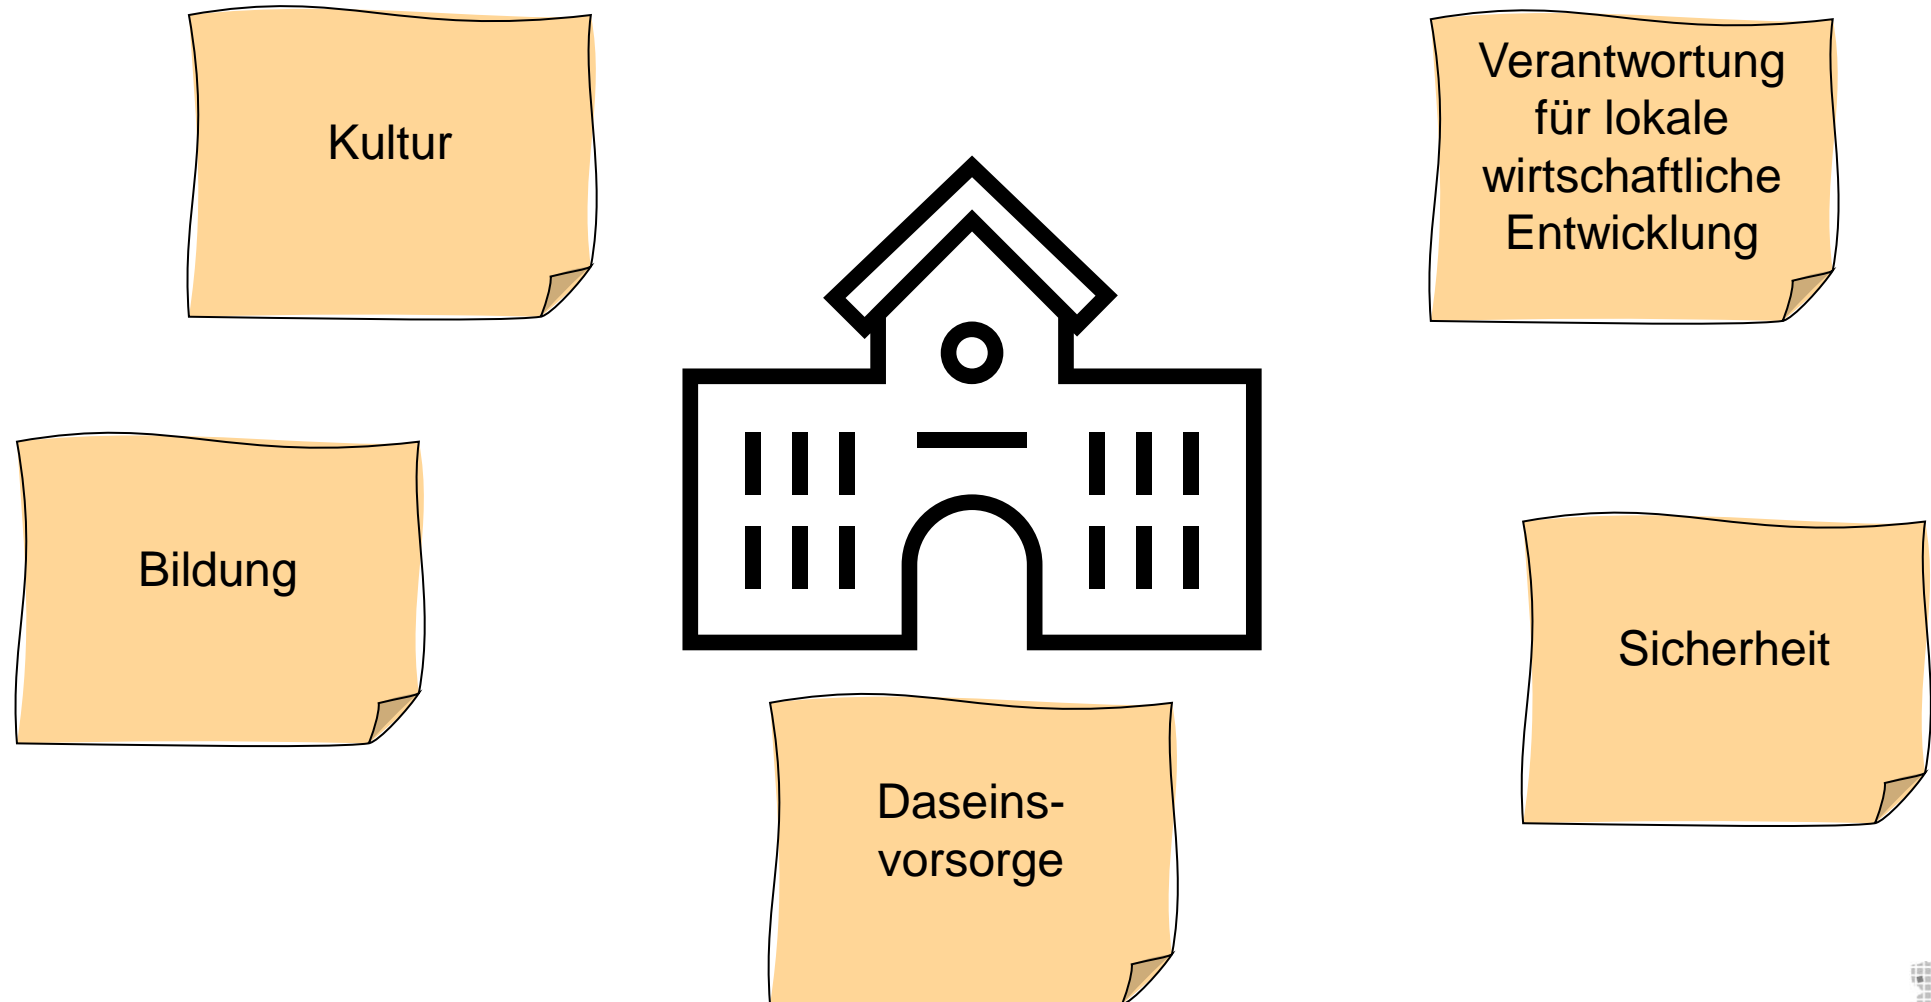 Kultur
Verantwortung
für lokale
wirtschaftliche
Entwicklung
Bildung
Sicherheit
Daseins-
vorsorge